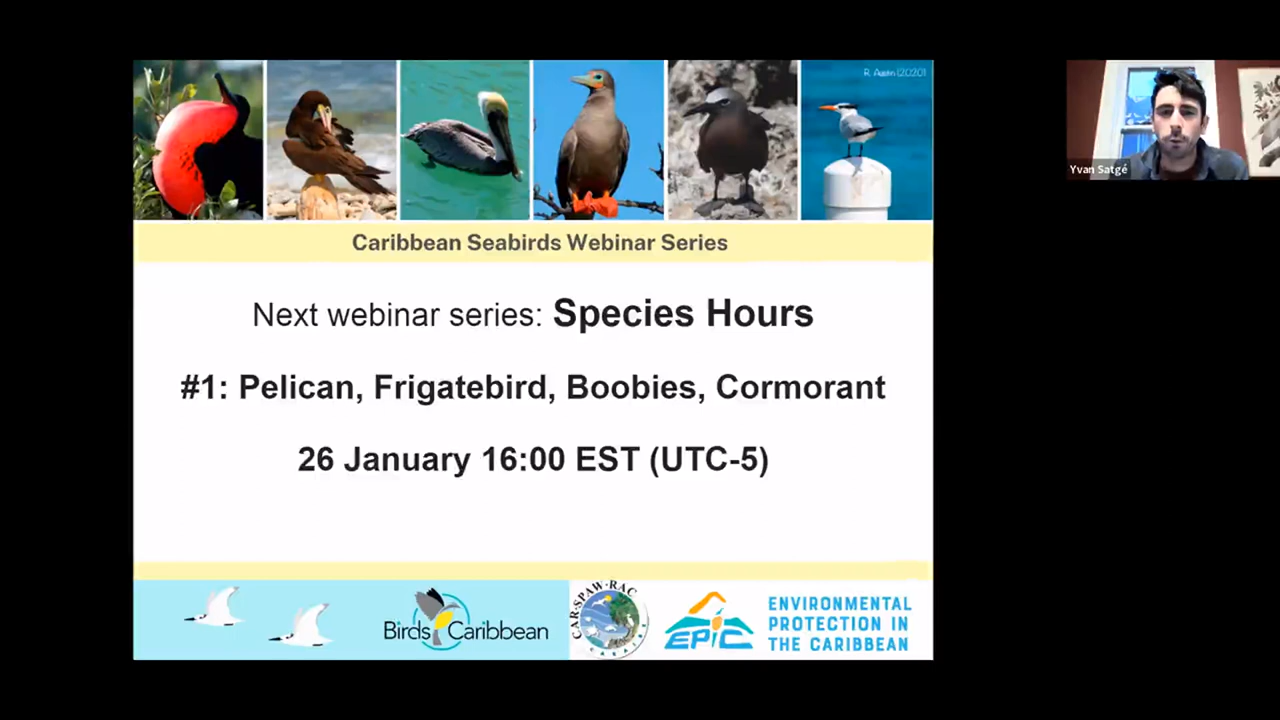 R. Austin (2020)
Yvan Satgé
Caribbean Seabirds Webinar Series
Next webinar series: Species Hours
#1: Pelican, Frigatebird, Boobies, Cormorant
26 January 16:00 EST (UTC-5)
BirdsCaribbean
CAR-SPAW-RAC
EPIC
ENVIRONMENTAL
PROTECTION IN
THE CARIBBEAN